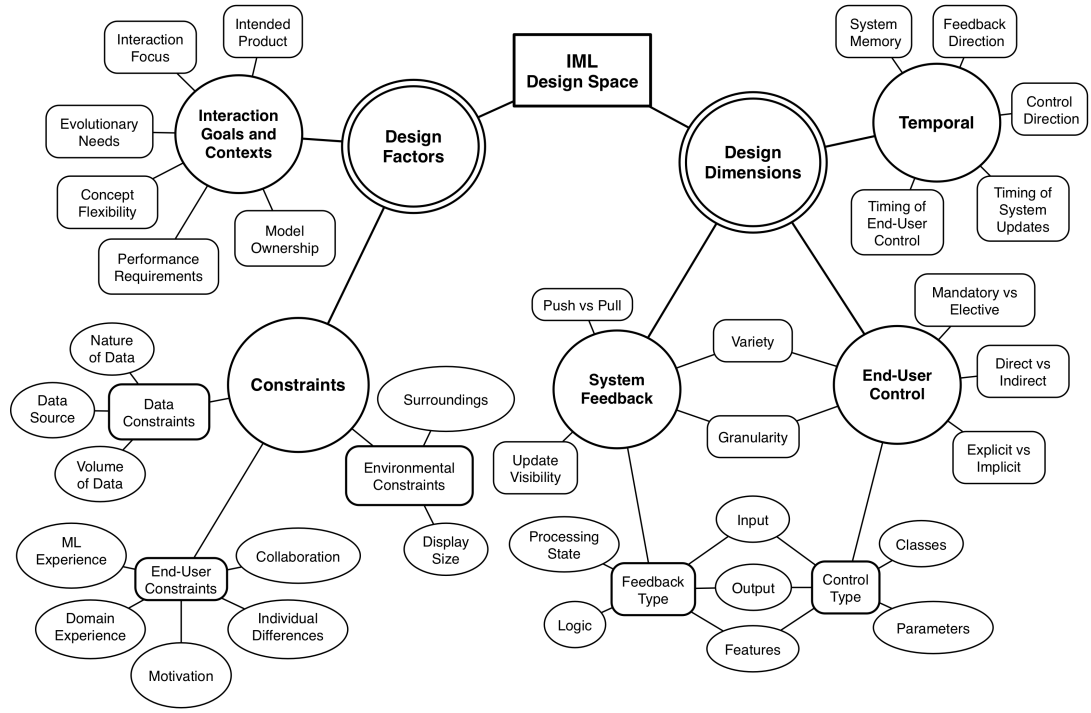 IML
Design Space
Design
Factors
Interaction
Goals and
Contexts
Interaction
Focus
Intended
Product
Evolutionary
Needs
Concept
Flexibility
Performance
Requirements
Model
Ownership
Constraints
Data
Constraints
Nature
of Data
Data
Source
Volume
of Data
Environmental
Constraints
Surroundings
Display
Size
End-User
Constraints
ML
Experience
Domain
Experience
Motivation
Individual
Differences
Collaboration
Design
Dimensions
Temporal
System
Memory
Feedback
Direction
Control
Direction
Timing of
System
Updates
Timing of
End-User
Control
System
Feedback
Push vs Pull
Update
Visibility
Variety
Granularity
End-User
Control
Mandatory vs
Elective
Direct vs
Indirect
Explicit vs
Implicit
Feedback
Type
Processing
State
Logic
Input
Output
Features
Control
Type
Classes
Parameters